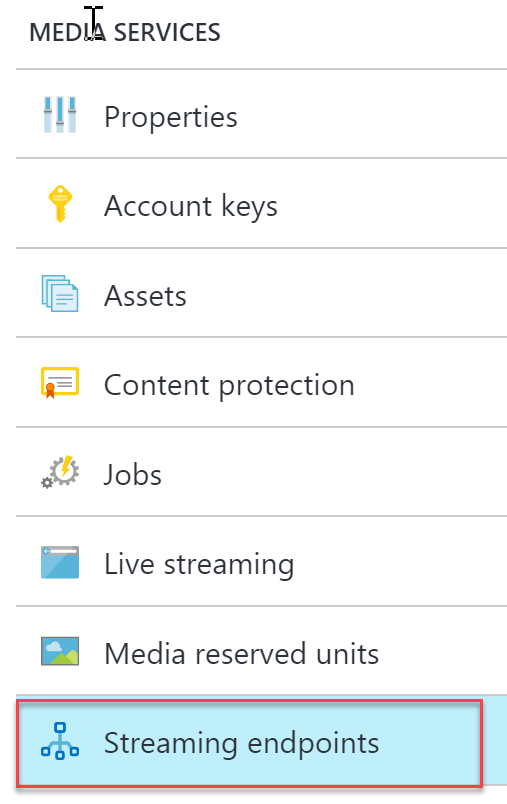 MEDIA SERVICES
Properties
Account keys
Assets
Content protection
Jobs
Live streaming
Media reserved units
Streaming endpoints